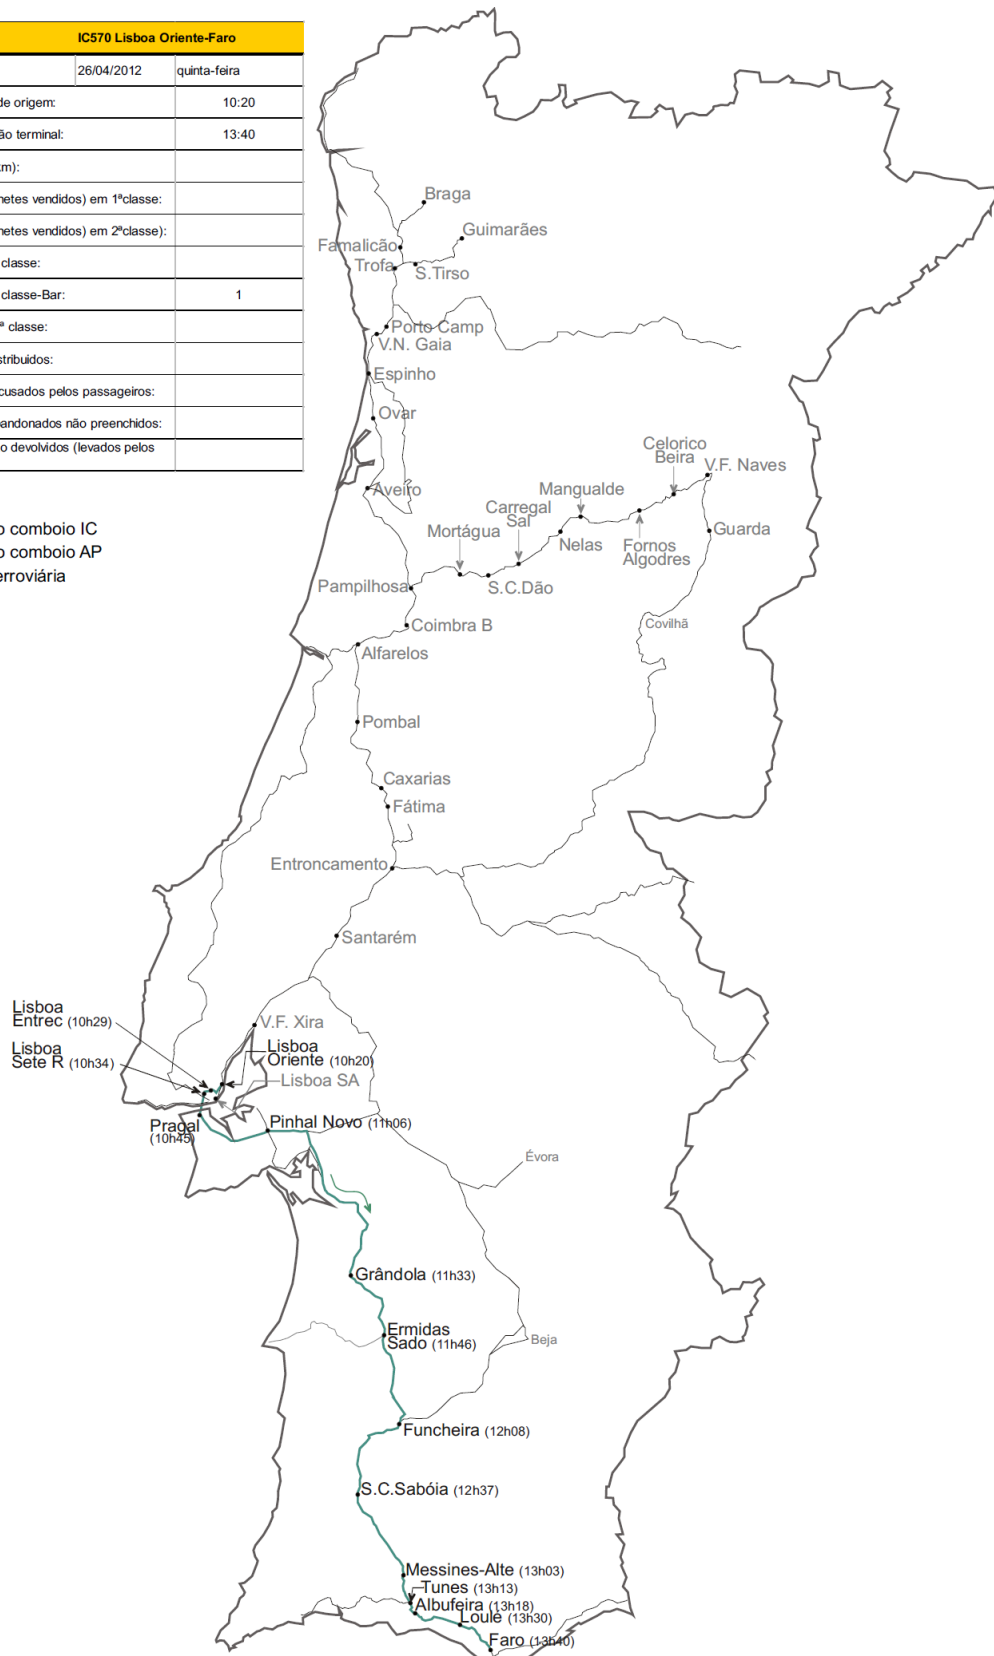 IC570 Lisboa Oriente-Faro
26/04/2012 quinta-feira
de origem: 10:20
ão terminal: 13:40
km):
netes vendidos) em 1ªclasse:
netes vendidos) em 2ªclasse):
classe:
classe-Bar: 1
ª classe:
stribuidos:
cusados pelos passageiros:
andonados não preenchidos:
o devolvidos (levados pelos
o comboio IC
o comboio AP
erroviária
Braga
Guimarães
Famalicão
Trofa
S.Tirso
Porto Camp
V.N. Gaia
Espinho
Ovar
Celorico
Beira
V.F. Naves
Aveiro
Mangualde
Carregal
Sal
Mortágua
Guarda
Nelas
Fornos
Algodres
Pampilhosa
S.C.Dão
Coimbra B
Covilhã
Alfarelos
Pombal
Caxarias
Fátima
Entroncamento
Santarém
Lisboa
Entrec (10h29)
V.F. Xira
Lisboa
Sete R (10h34)
Lisboa
Oriente (10h20)
Lisboa SA
Pragal
(10h45)
Pinhal Novo (11h06)
Évora
Grândola (11h33)
Ermidas
Sado (11h46)
Beja
Funcheira (12h08)
S.C.Sabóia (12h37)
Messines-Alte (13h03)
Tunes (13h13)
Albufeira (13h18)
Loulé (13h30)
Faro (13h40)